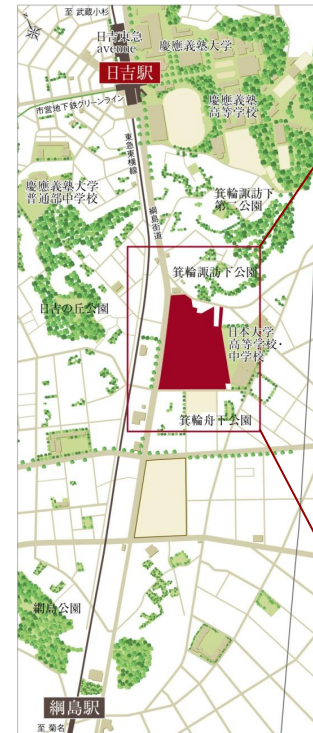 至 武蔵小杉
日吉東急
avenue
慶應義塾大学
日吉駅
市営地下鉄グリーンライン
慶應義塾
高等学校
東急東横線
慶應義塾大学
普通部中学校
綱島街道
箕輪諏訪下
第二公園
箕輪諏訪下公園
日吉の丘公園
日本大学
高等学校・
中学校
箕輪舟下公園
綱島公園
綱島駅
至 菊名